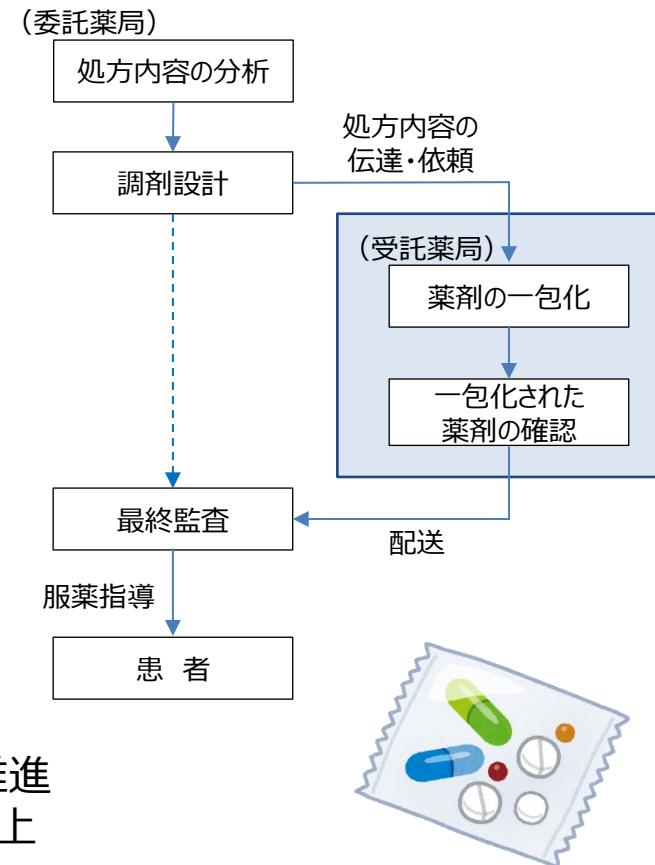 （委託薬局）
処方内容の分析
調剤設計
処方内容の
伝達・依頼
（受託薬局）
薬剤の一包化
一包化された
薬剤の確認
配送
最終監査
服薬指導
患 者
進
上